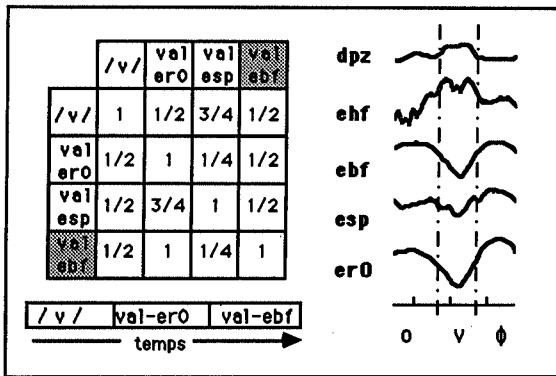 /v/ val er0 val esp val ebf
/v/ 1 1/2 3/4 1/2
val er0 1/2 1 1/4 1/2
val esp 1/2 3/4 1 1/2
val ebf 1/2 1 1/4 1
/ v / val-er0 val-ebf
temps
dpz
ehf
ebf
esp
er0
o v ϕ